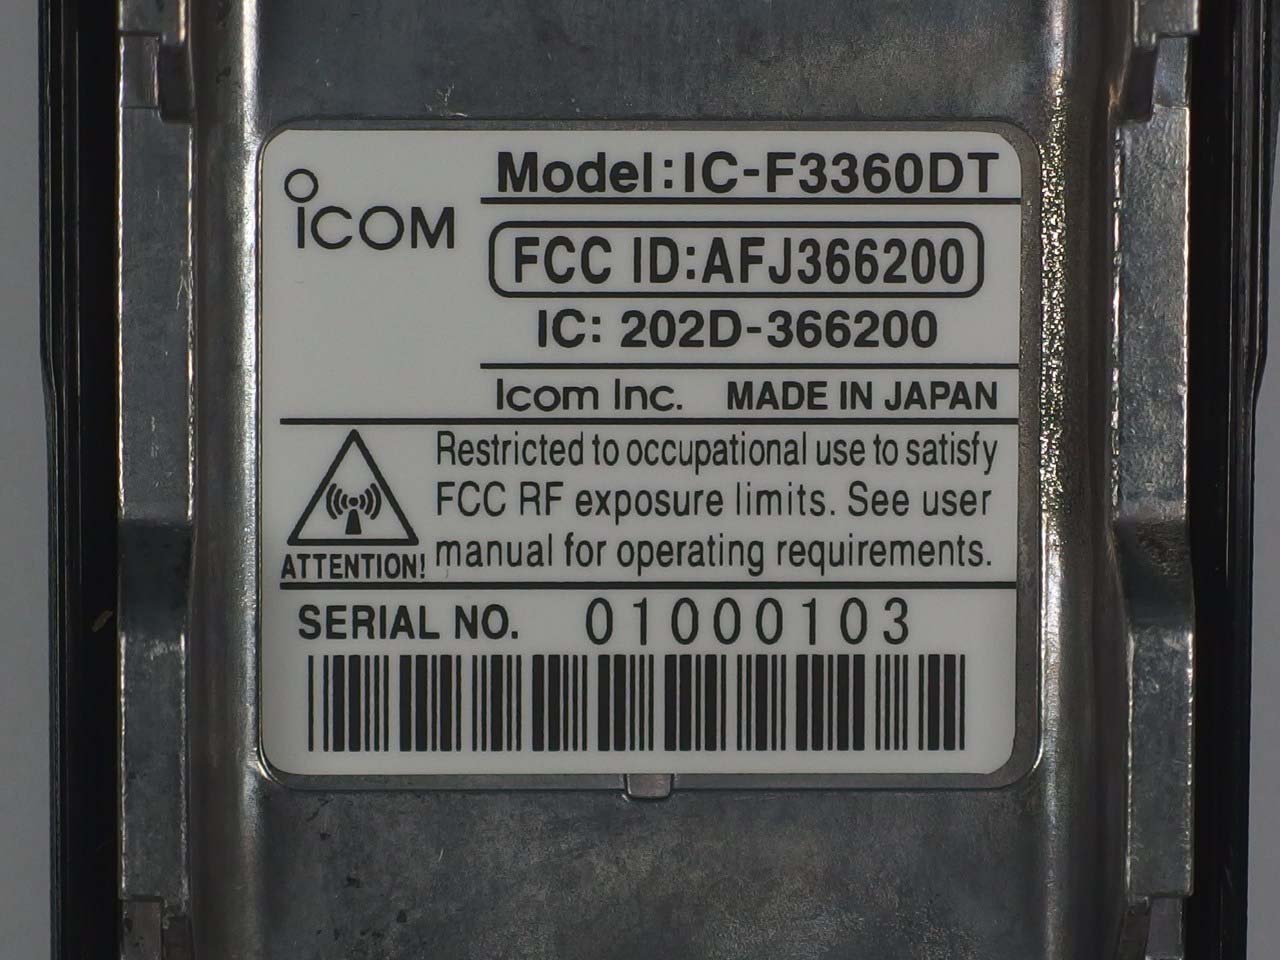 Model:IC-F3360DT
ICOM
FCC ID:AFJ366200
IC: 202D-366200
Icom Inc. MADE IN JAPAN
Restricted to occupational use to satisfy
FCC RF exposure limits. See user
manual for operating requirements.
ATTENTION!
SERIAL NO. 01000103